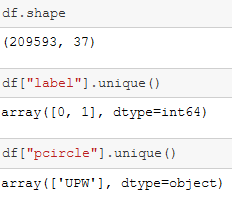 df.shape
(209593, 37)
df["label"].unique()
array([0, 1], dtype=int64)
df["pcircle"].unique()
array(['UPW'], dtype=object)